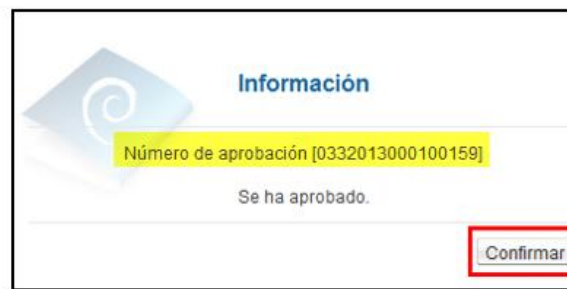 Información
Número de aprobación [0332013000100159]
Se ha aprobado.
Confirmar